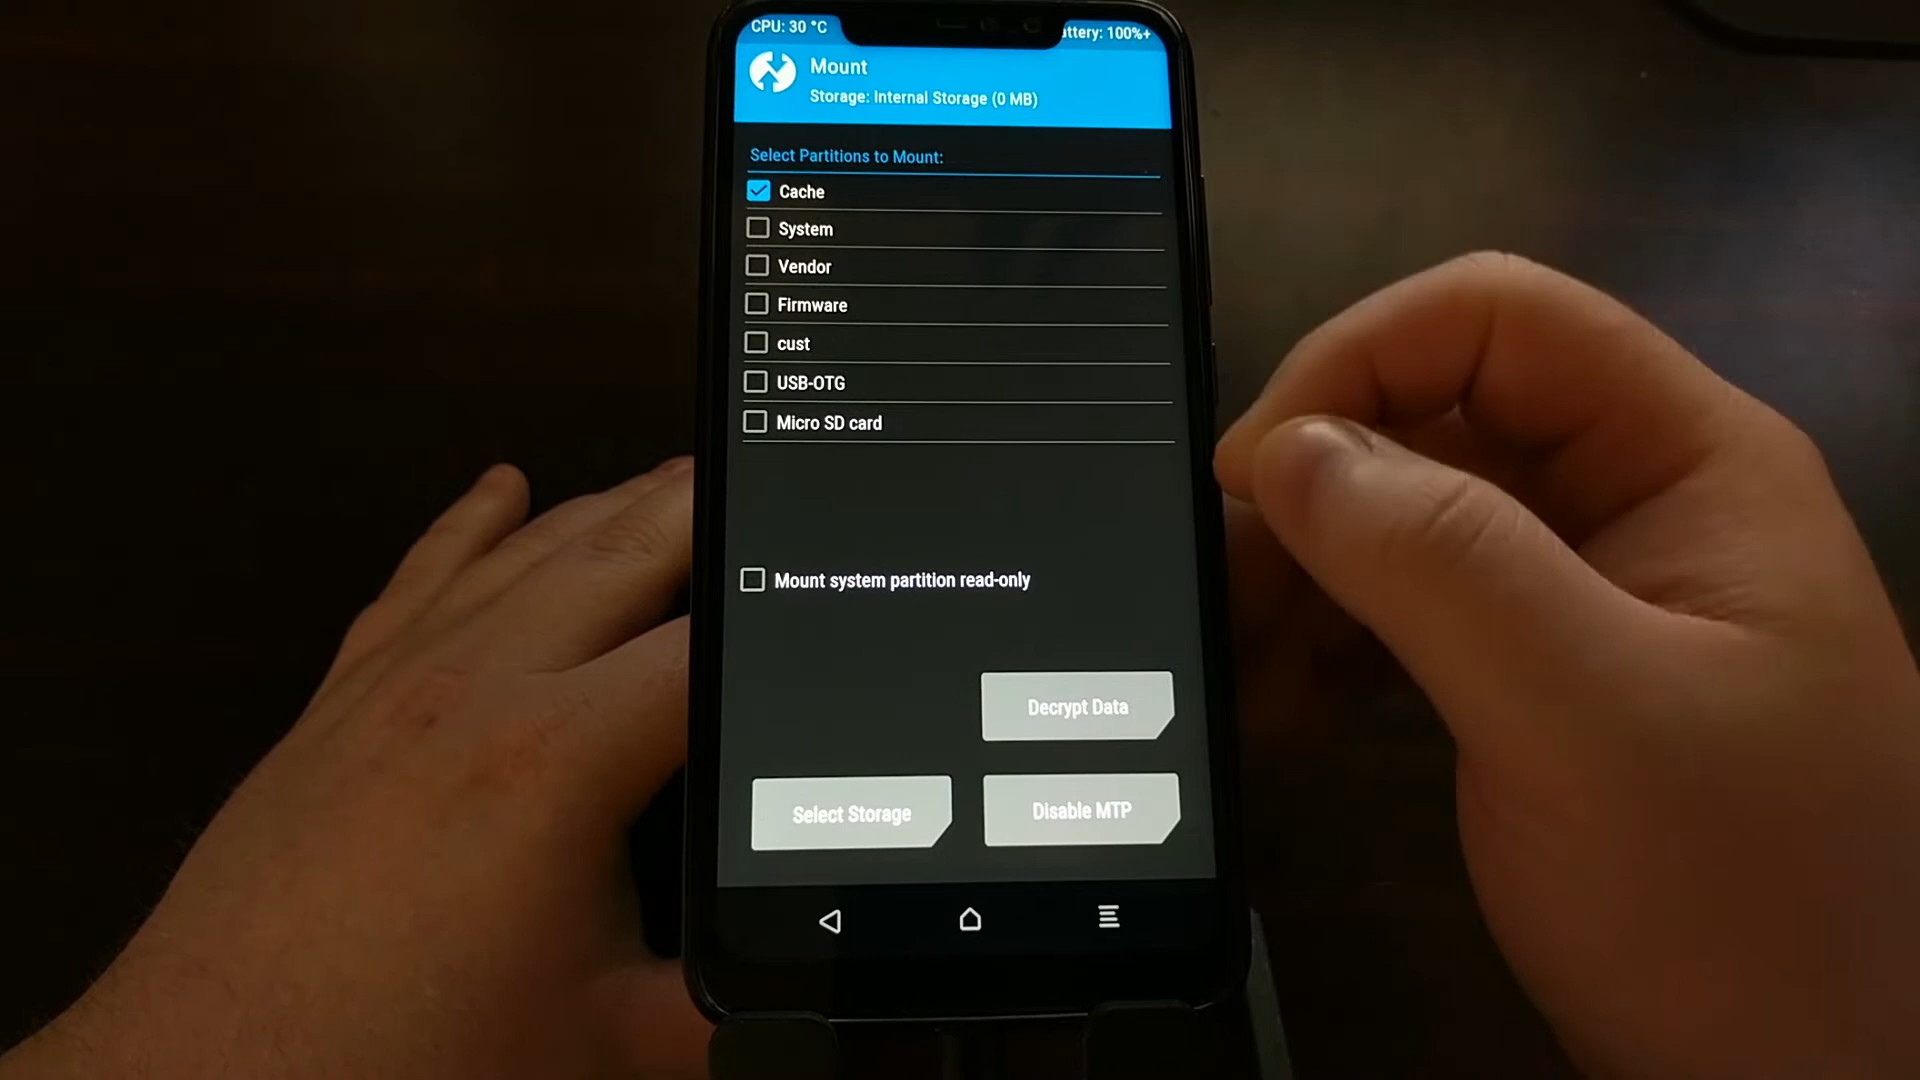 CPU: 30 °C
attery: 100%+
Mount
Storage: Internal Storage (0 MB)
Select Partitions to Mount:
Cache
System
Vendor
Firmware
cust
USB-OTG
Micro SD card
Mount system partition read-only
Decrypt Data
Select Storage
Disable MTP